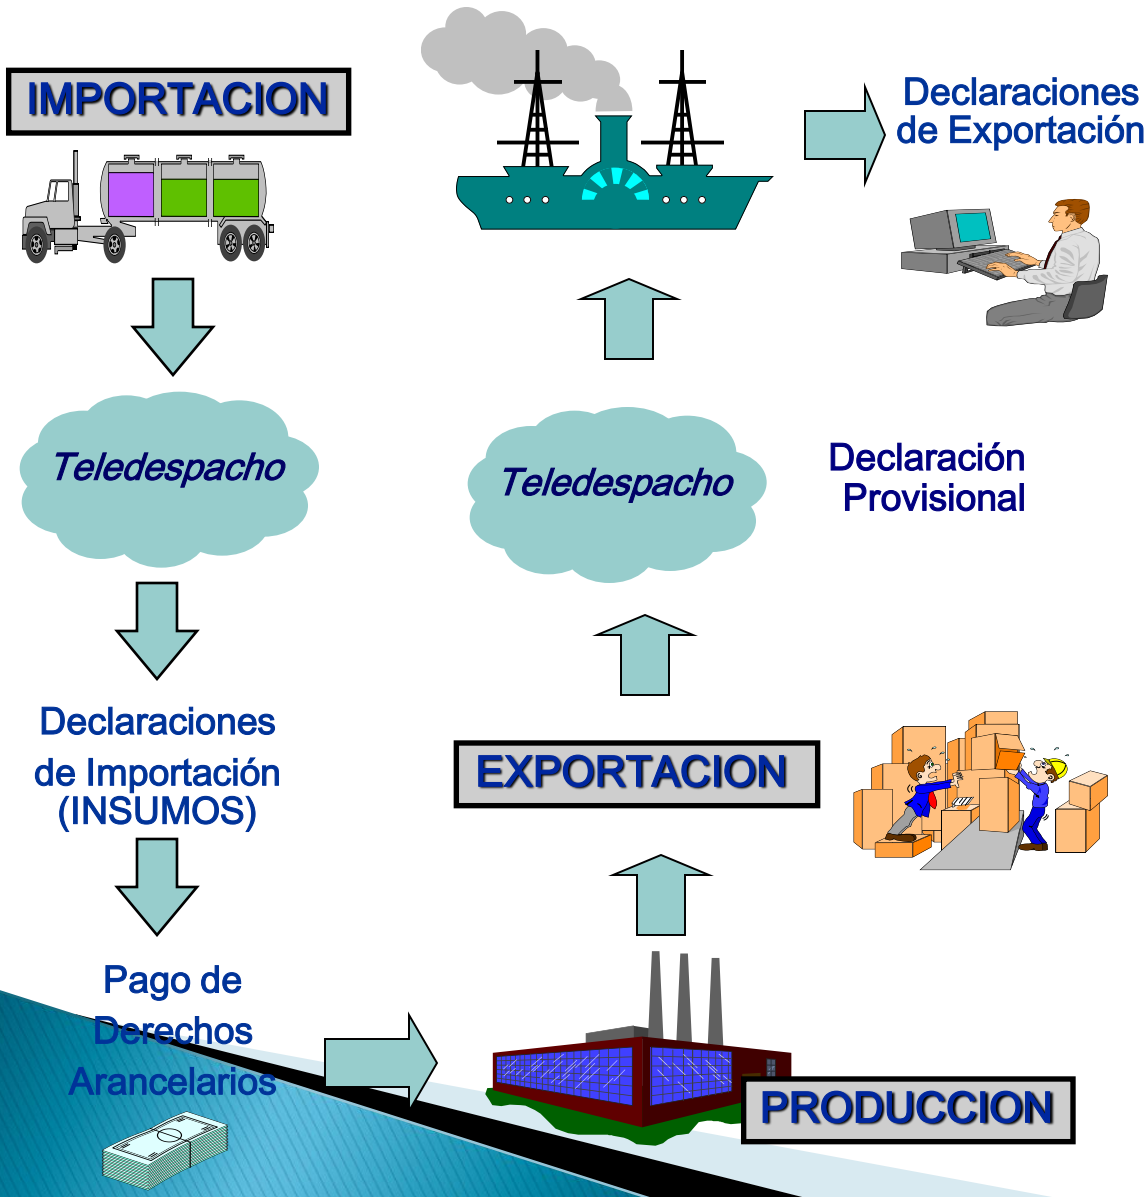 IMPORTACION
Teledespacho
Declaraciones
de Importación
(INSUMOS)
Pago de
Derechos
Arancelarios
PRODUCCION
EXPORTACION
Teledespacho
Declaración
Provisional
Declaraciones
de Exportación